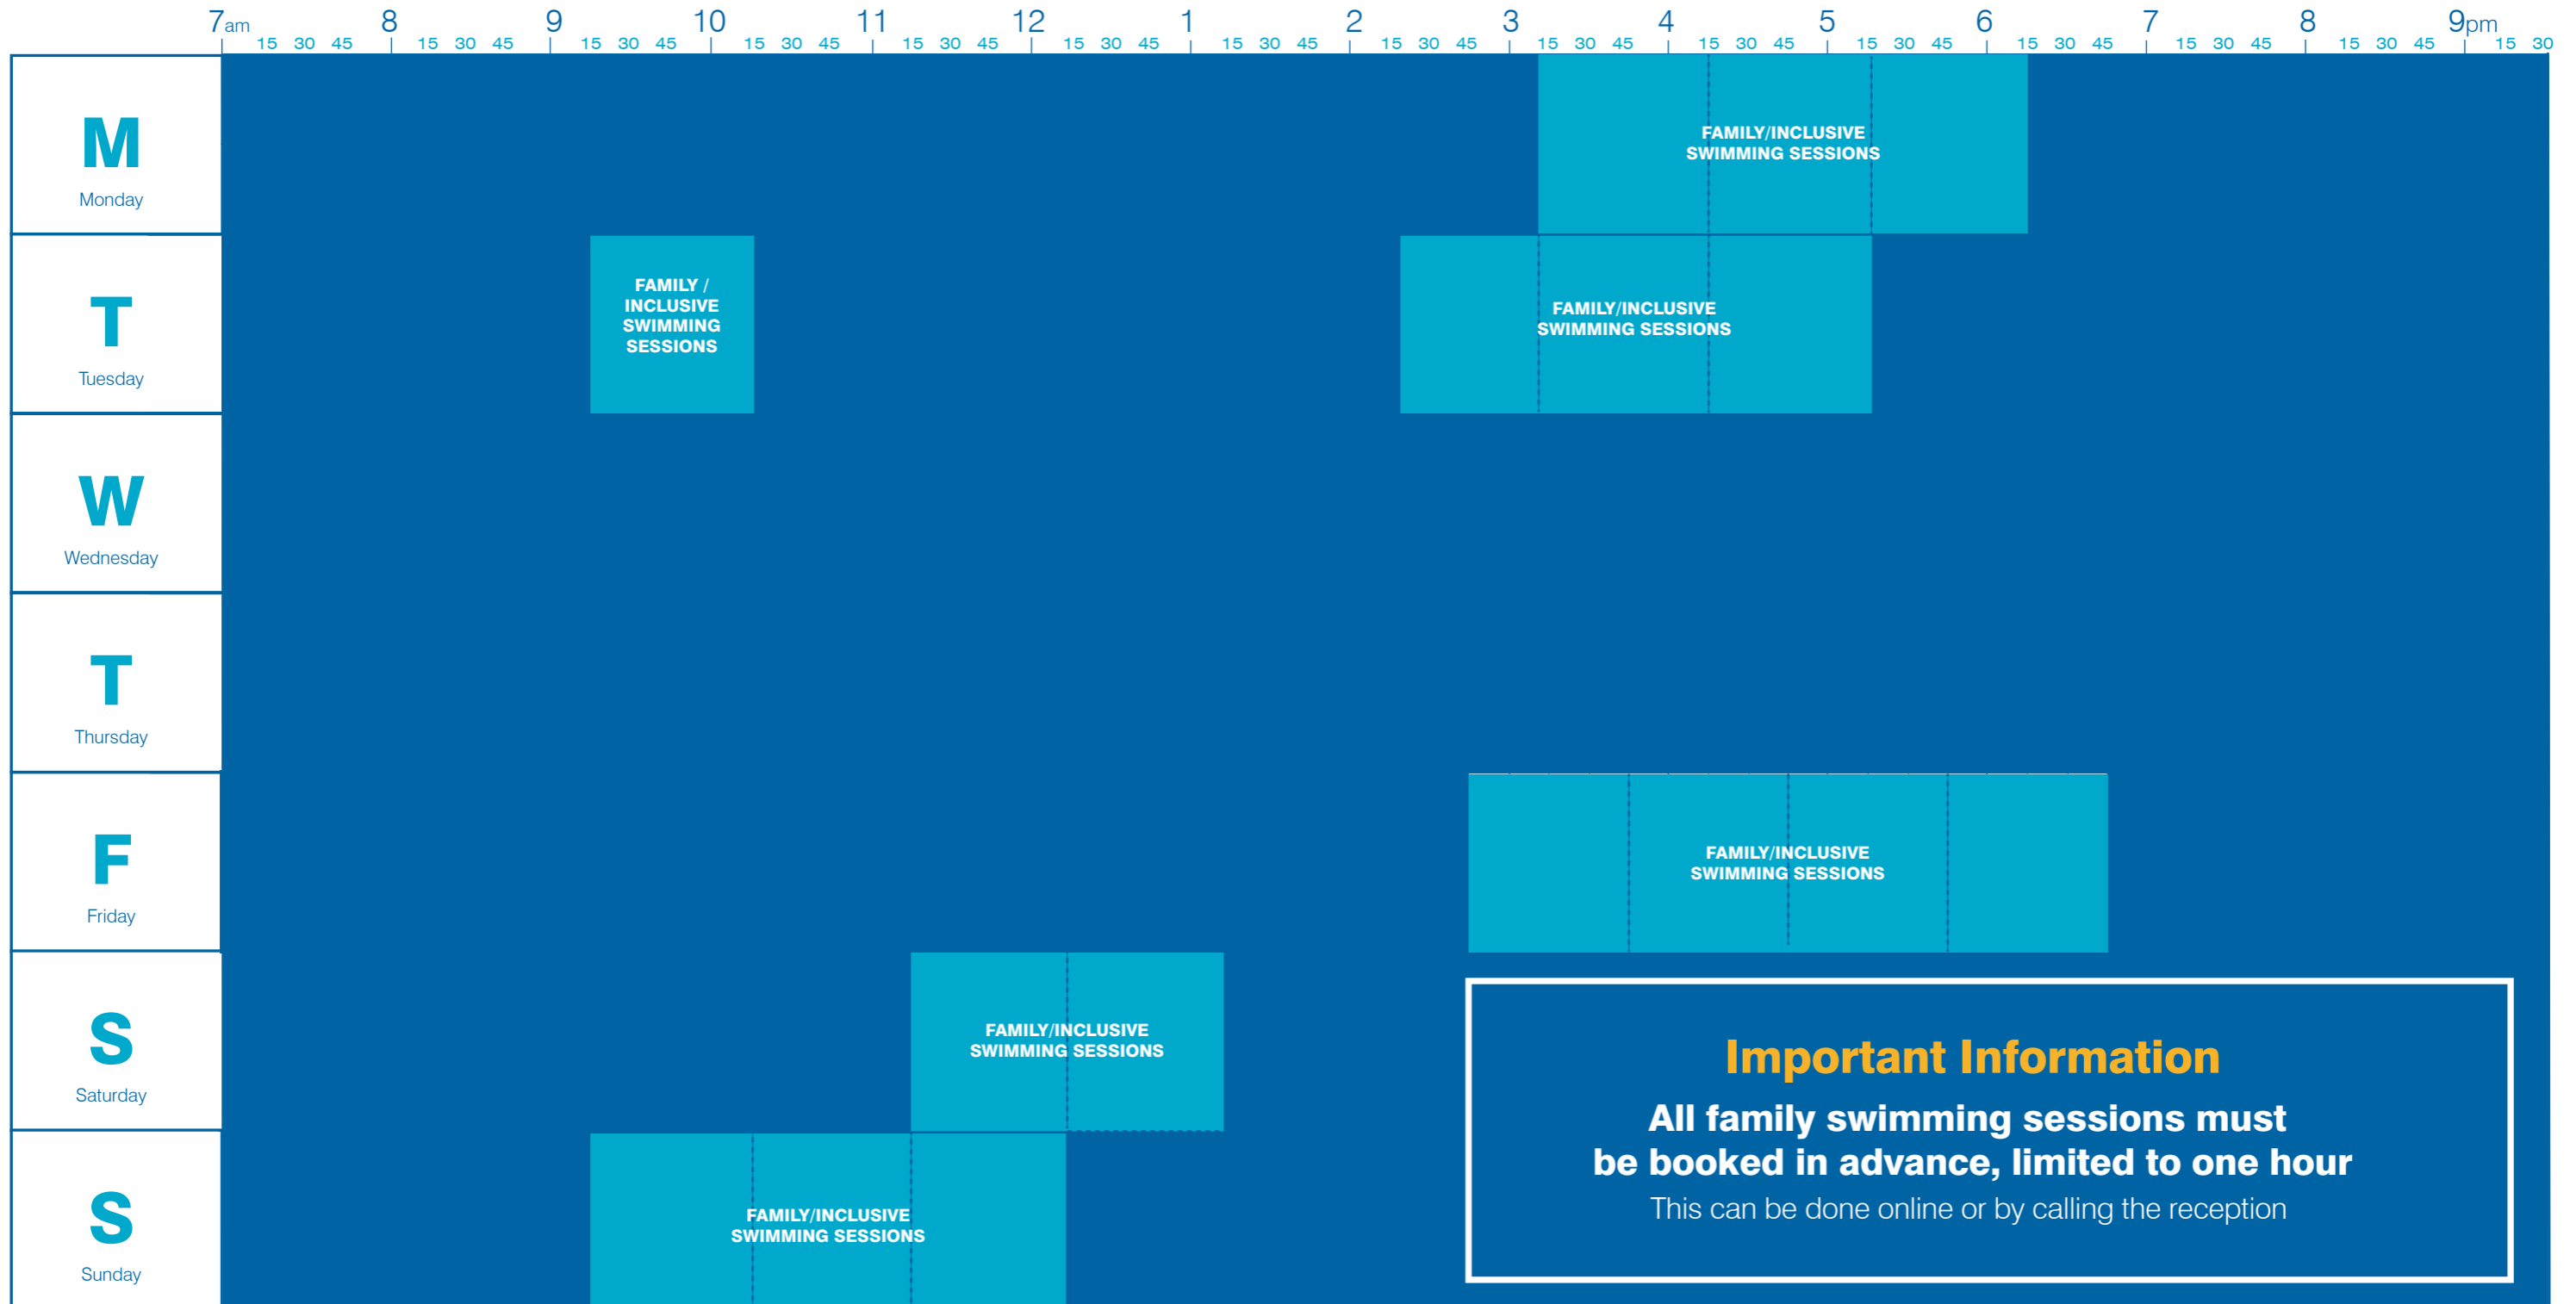 7am 8 9 10 11 12 1 2 3 4 5 6 7 8 9pm
15 30 45 15 30 45 15 30 45 15 30 45 15 30 45 15 30 45 15 30 45 15 30 45 15 30 45 15 30 45 15 30 45 15 30 45 15 30 45 15 30 45 15 30
M
Monday
FAMILY/INCLUSIVE
SWIMMING SESSIONS
T
Tuesday
FAMILY /
INCLUSIVE
SWIMMING
SESSIONS
FAMILY/INCLUSIVE
SWIMMING SESSIONS
W
Wednesday
T
Thursday
F
Friday
FAMILY/INCLUSIVE
SWIMMING SESSIONS
S
Saturday
FAMILY/INCLUSIVE
SWIMMING SESSIONS
S
Sunday
FAMILY/INCLUSIVE
SWIMMING SESSIONS
Important Information
All family swimming sessions must
be booked in advance, limited to one hour
This can be done online or by calling the reception